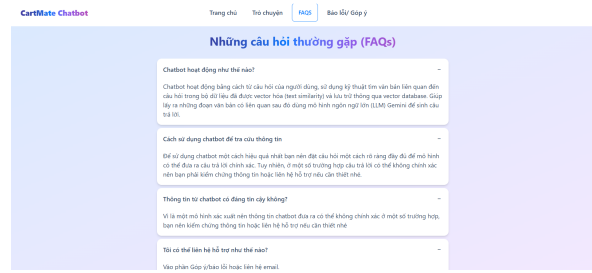 CartMate Chatbot
Trang chủ
Trò chuyện
FAQS
Báo lỗi/ Góp ý
Những câu hỏi thường gặp (FAQs)
Chatbot hoạt động như thế nào?
Chatbot hoạt động bằng cách từ câu hỏi của người dùng, sử dụng kỹ thuật tìm văn bản liên quan đến
câu hỏi trong bộ dữ liệu đã được vectơ hóa (text similarity) và lưu trữ thông qua vector database. Giúp
lấy ra những đoạn văn bản có liên quan sau đó dùng mô hình ngôn ngữ lớn (LLM) Gemini để sinh câu
trả lời.
Cách sử dụng chatbot để tra cứu thông tin
Để sử dụng chatbot một cách hiệu quả nhất bạn nên đặt câu hỏi một cách rõ ràng đầy đủ để mô hình
có thể đưa ra câu trả lời chính xác. Tuy nhiên, ở một số trường hợp câu trả lời có thể không chính xác
nên bạn phải kiểm chứng thông tin hoặc liên hệ hỗ trợ nếu cần thiết nhé.
Thông tin từ chatbot có đáng tin cậy không?
Vì là một mô hình xác xuất nên thông tin chatbot đưa ra có thể không chính xác ở một số trường hợp,
bạn nên kiểm chứng thông tin hoặc liên hệ hỗ trợ nếu cần thiết nhé
Tôi có thể liên hệ hỗ trợ như thế nào?
Vào phần Góp ý/báo lỗi hoặc liên hệ email.